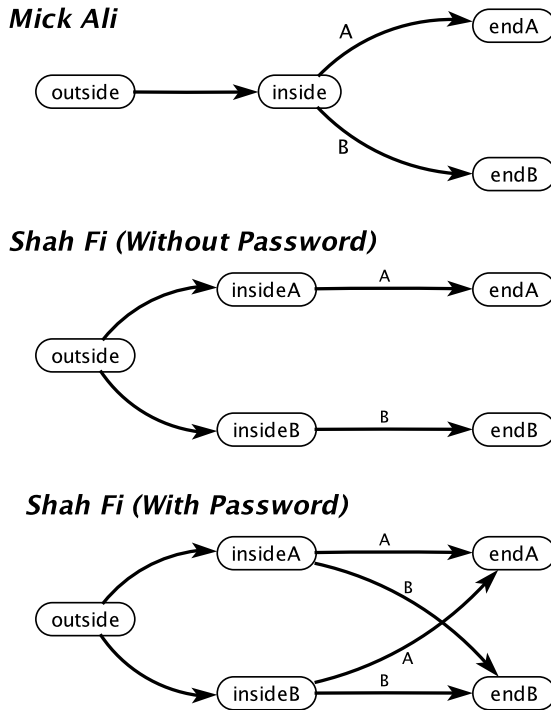 Mick Ali
A
endA
outside
inside
B
endB
Shah Fi (Without Password)
insideA
A
endA
outside
insideB
B
endB
Shah Fi (With Password)
insideA
A
endA
B
outside
A
insideB
B
endB